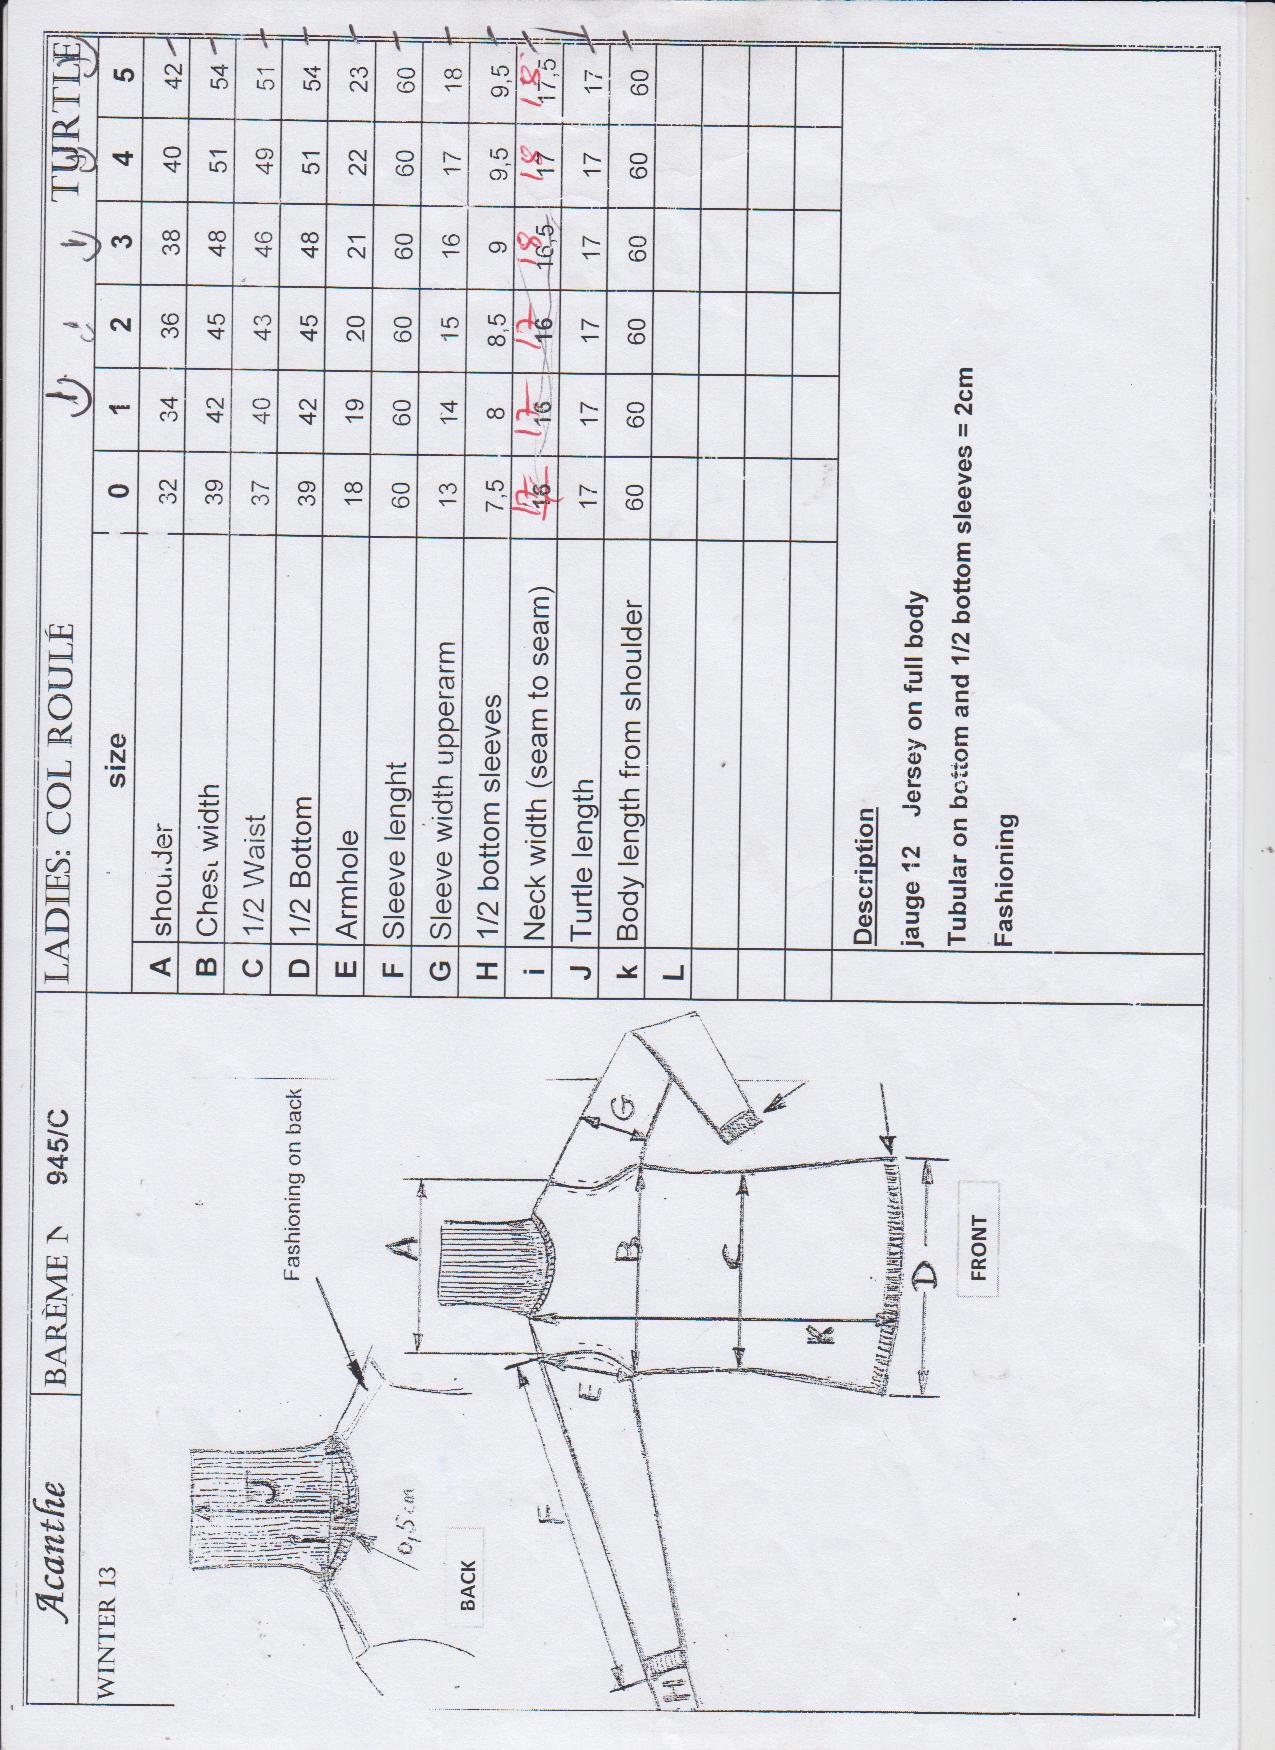 Acanthe BARÈME N 945/C LADIES: COL ROULÉ TURTLE
WINTER 13
size 0 1 2 3 4 5
A shoulder 32 34 36 38 40 42
B Chest width 39 42 45 48 51 54
C 1/2 Waist 37 40 43 46 49 51
D 1/2 Bottom 39 42 45 48 51 54
E Armhole 18 19 20 21 22 23
F Sleeve lenght 60 60 60 60 60 60
G Sleeve width upperarm 13 14 15 16 17 18
H 1/2 bottom sleeves 7,5 8 8,5 9 9,5 9,5
17 17 17 18 18 18
i Neck width (seam to seam) 16 16 16 16,5 17 17,5
J Turtle length 17 17 17 17 17 17
k Body length from shoulder 60 60 60 60 60 60
L
Description
jauge 12 Jersey on full body
Tubular on bottom and 1/2 bottom sleeves = 2cm
Fashioning
J
Fashioning on back
0,5cm
BACK
A
F
E
B
G
H
C
K
D
FRONT